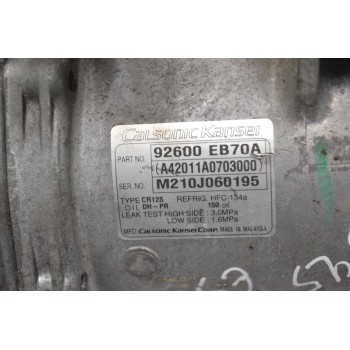 Calsonic Kansei
PART NO. 92600 EB70A
(A42011A0703000)
SER NO. M210J060195
TYPE CR12S REFRIG. HFC-134a
OIL DH-PR 150 cc
LEAK TEST HIGH SIDE : 3.0MPa
LOW SIDE : 1.6MPa
MFD. Calsonic Kansei Corp. MADE IN MALAYSIA